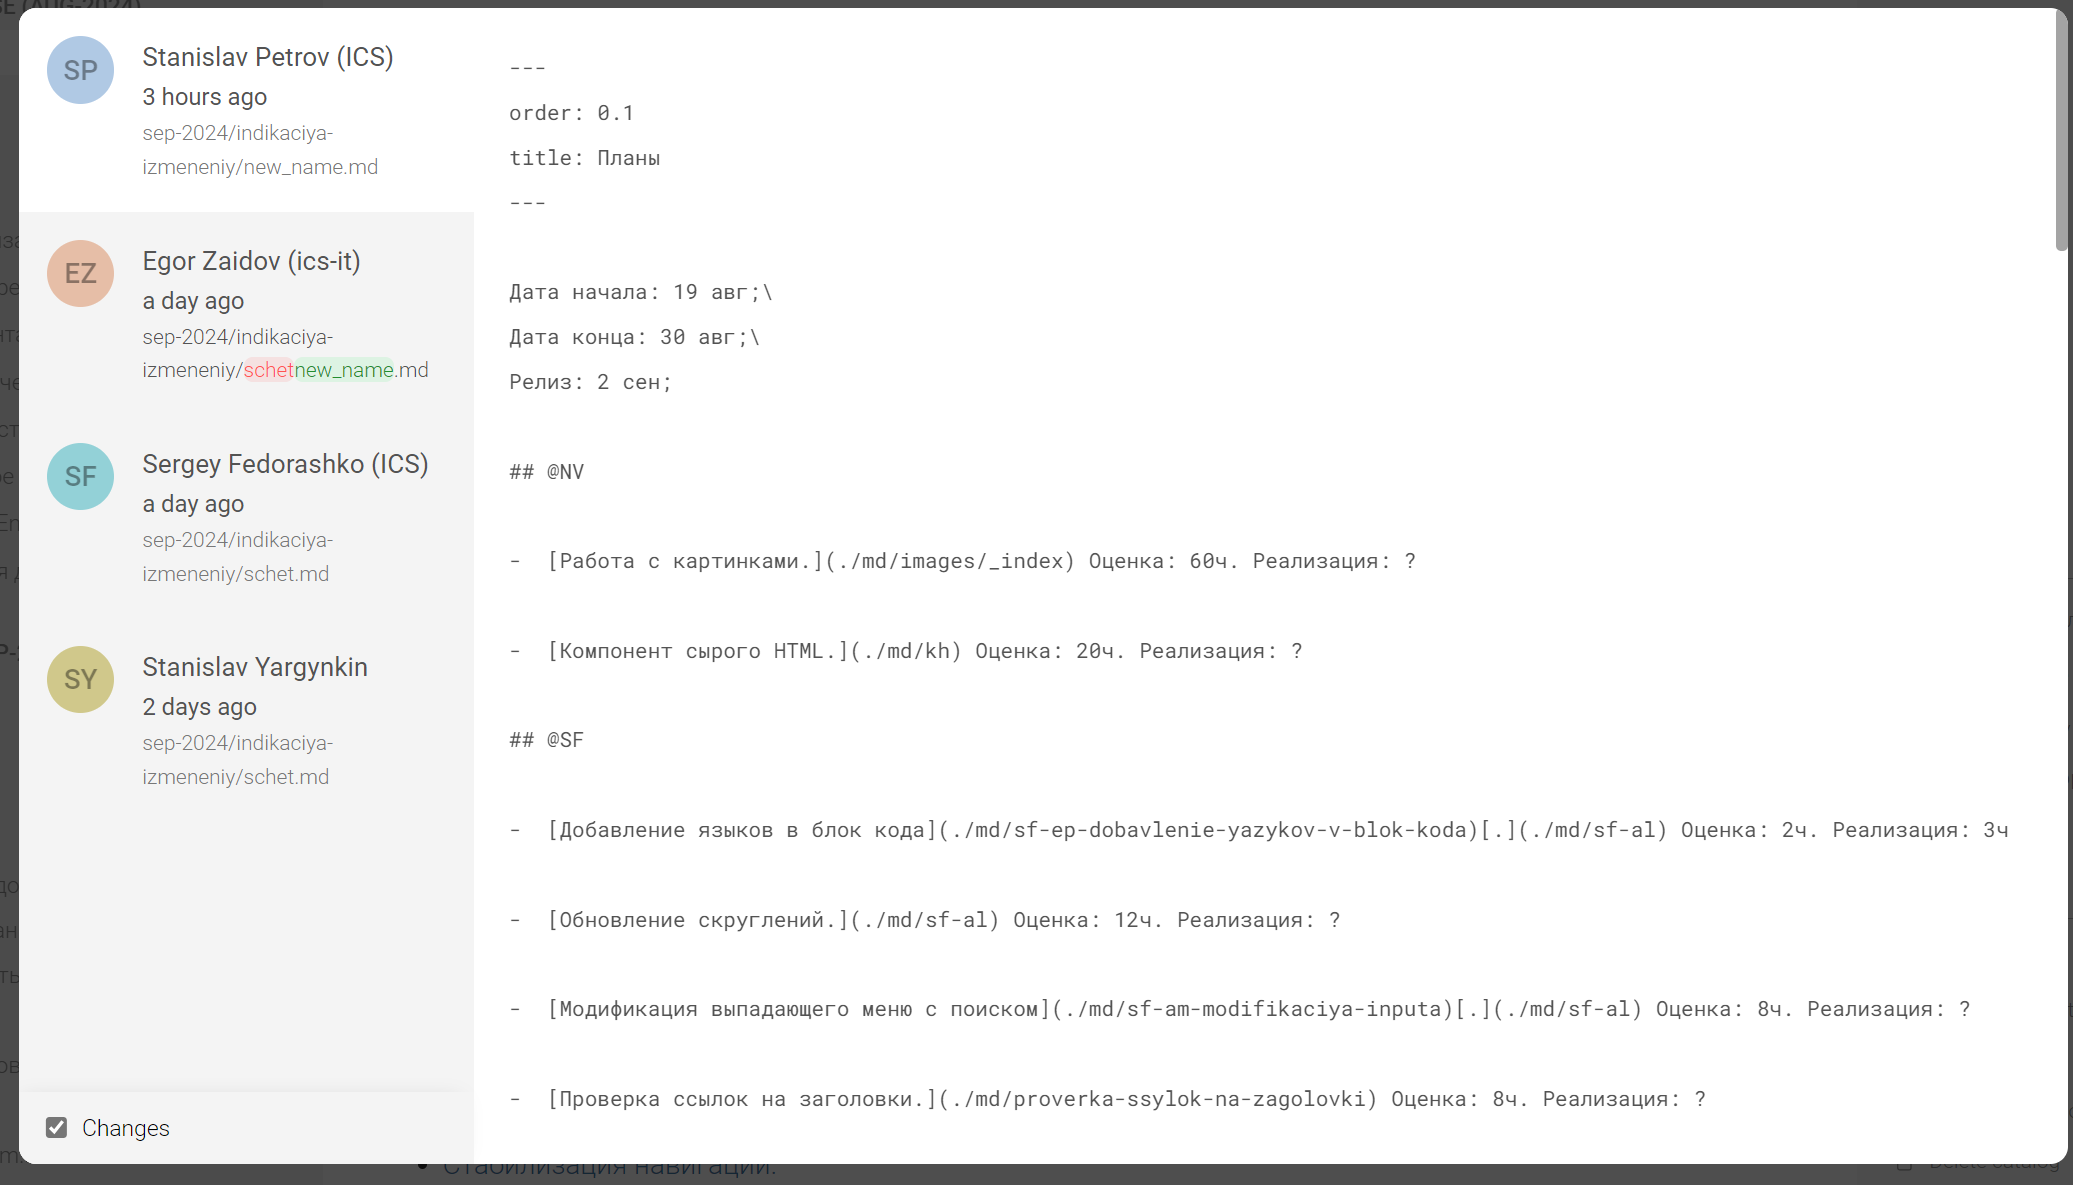 SP
Stanislav Petrov (ICS)
3 hours ago
sep-2024/indikaciya-
izmeneniy/new_name.md
EZ
Egor Zaidov (ics-it)
a day ago
sep-2024/indikaciya-
izmeneniy/schetnew_name.md
SF
Sergey Fedorashko (ICS)
a day ago
sep-2024/indikaciya-
izmeneniy/schet.md
SY
Stanislav Yargynkin
2 days ago
sep-2024/indikaciya-
izmeneniy/schet.md
Changes
---
order: 0.1
title: Планы
---
Дата начала: 19 авг;\
Дата конца: 30 авг;\
Релиз: 2 сен;
## @NV
- [Работа с картинками.](./md/images/_index) Оценка: 60ч. Реализация: ?
- [Компонент сырого HTML.](./md/kh) Оценка: 20ч. Реализация: ?
## @SF
- [Добавление языков в блок кода](./md/sf-ep-dobavlenie-yazykov-v-blok-koda)[.](./md/sf-al) Оценка: 2ч. Реализация: 3ч
- [Обновление скруглений.](./md/sf-al) Оценка: 12ч. Реализация: ?
- [Модификация выпадающего меню с поиском](./md/sf-am-modifikaciya-inputa)[.](./md/sf-al) Оценка: 8ч. Реализация: ?
- [Проверка ссылок на заголовки.](./md/proverka-ssylok-na-zagolovki) Оценка: 8ч. Реализация: ?
Стабилизация навигации.
Delete catalog